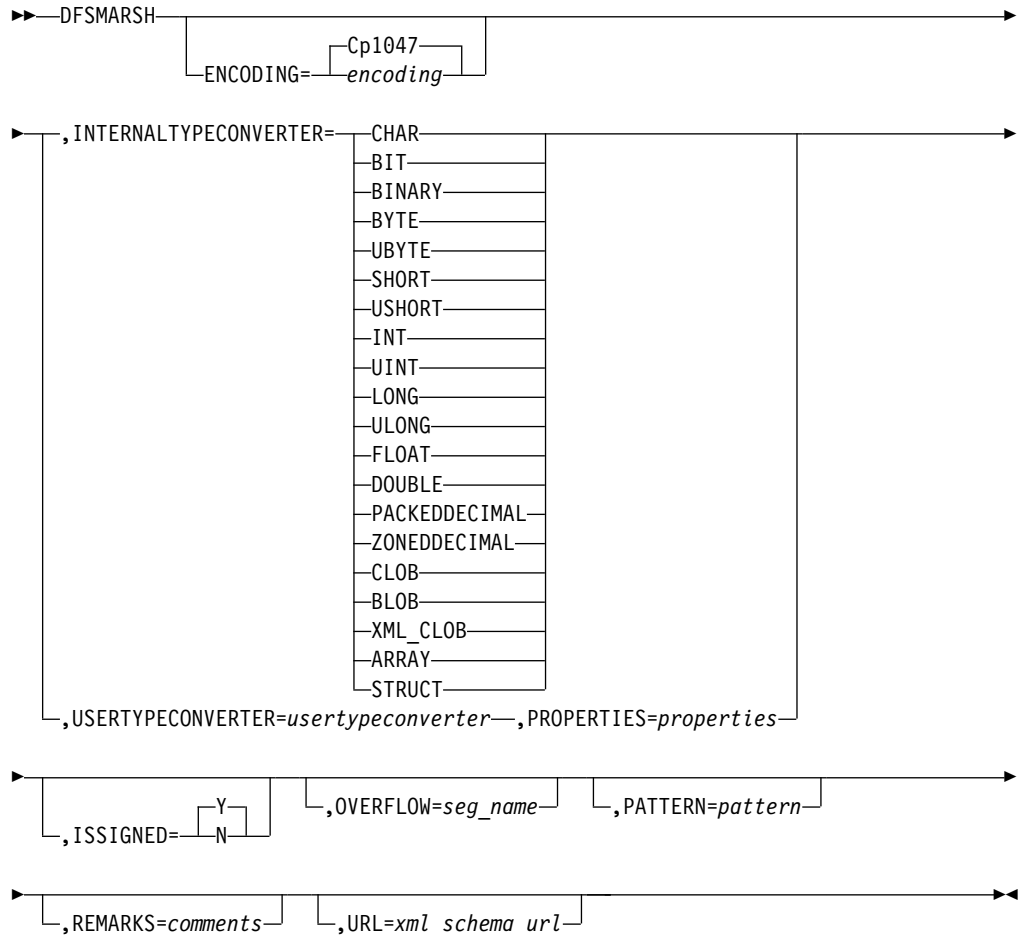 DFSMARSH
Cp1047
ENCODING= encoding
,INTERNALTYPECONVERTER= CHAR
BIT
BINARY
BYTE
UBYTE
SHORT
USHORT
INT
UINT
LONG
ULONG
FLOAT
DOUBLE
PACKEDDECIMAL
ZONEDDECIMAL
CLOB
BLOB
XML_CLOB
ARRAY
STRUCT
,USERTYPECONVERTER=usertypeconverter ,PROPERTIES=properties
Y
,ISSIGNED= N ,OVERFLOW=seg_name ,PATTERN=pattern
,REMARKS=comments ,URL=xml schema url